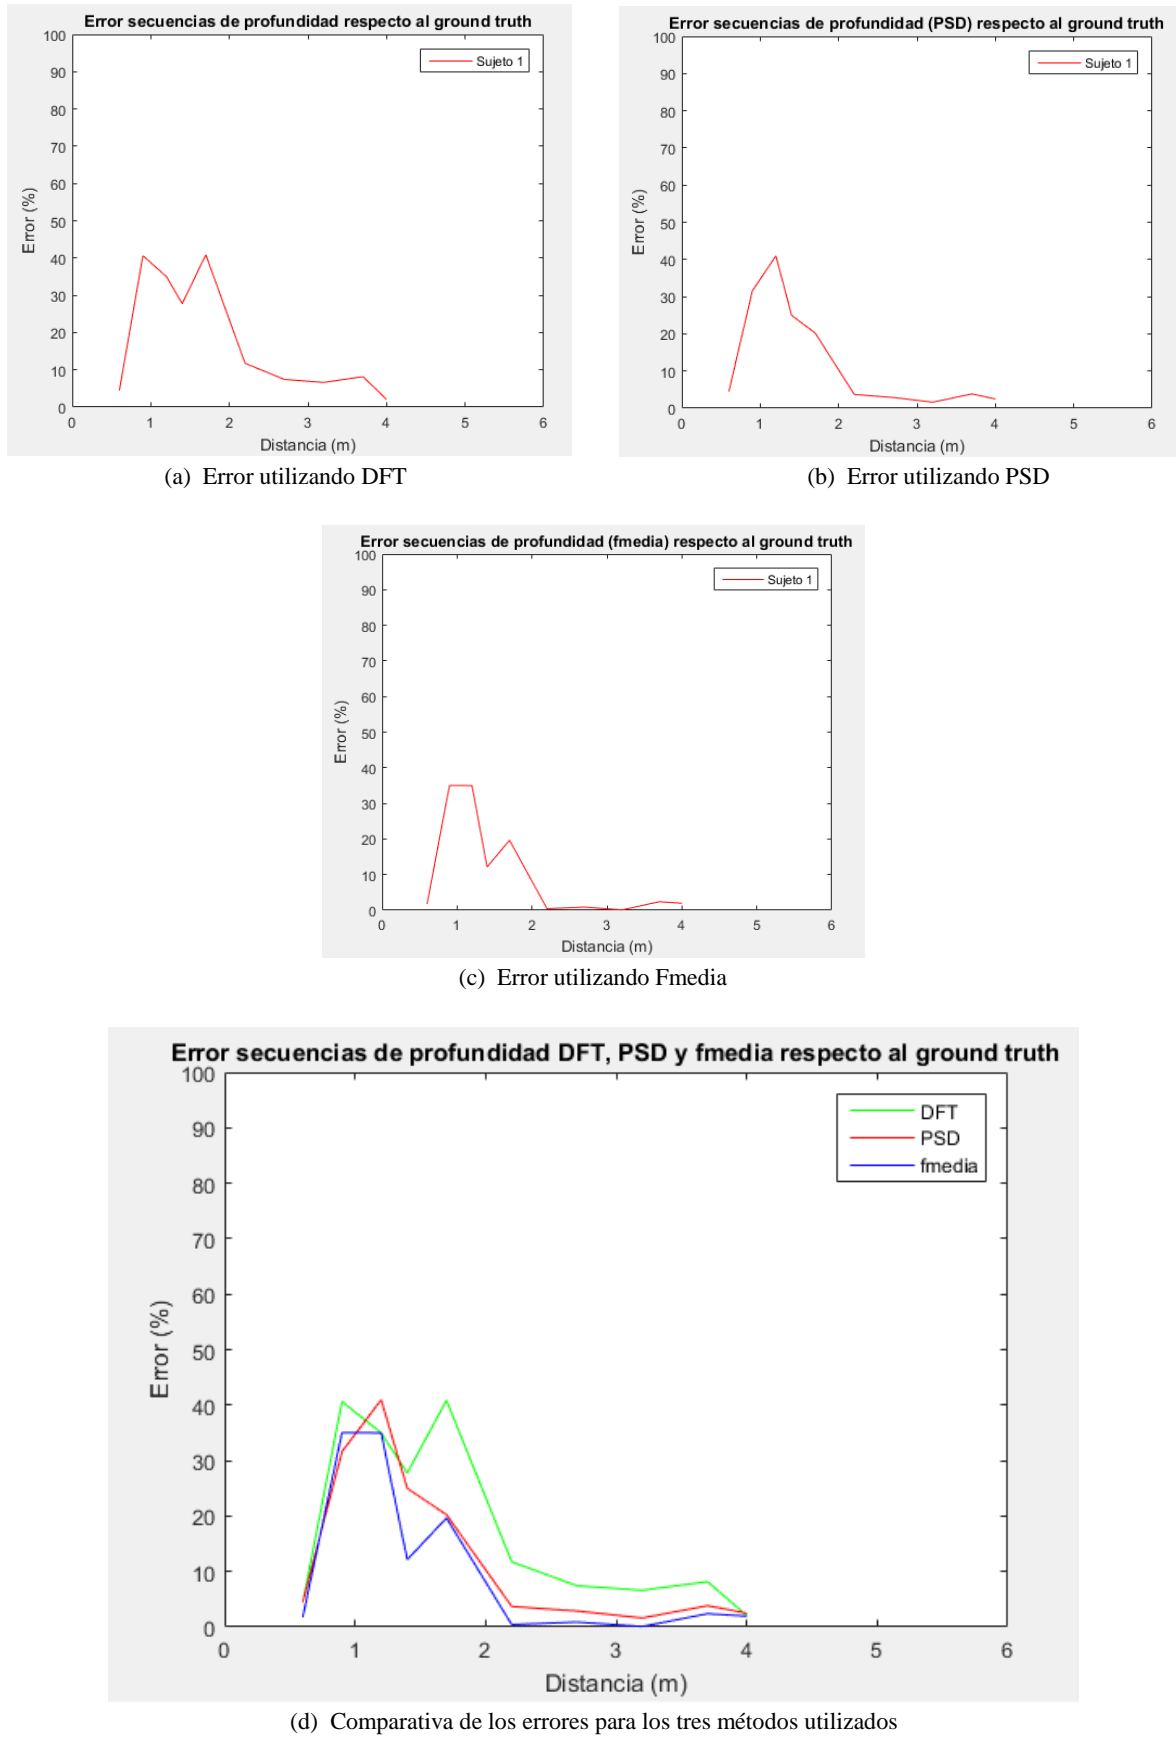 Error secuencias de profundidad respecto al ground truth
100
90
80
70
60
50
40
30
20
10
0
Error (%)
Sujeto 1
0 1 2 3 4 5 6
Distancia (m)
(a) Error utilizando DFT
Error secuencias de profundidad (PSD) respecto al ground truth
100
90
80
70
60
50
40
30
20
10
0
Error (%)
Sujeto 1
0 1 2 3 4 5 6
Distancia (m)
(b) Error utilizando PSD
Error secuencias de profundidad (fmedia) respecto al ground truth
100
90
80
70
60
50
40
30
20
10
0
Error (%)
Sujeto 1
0 1 2 3 4 5 6
Distancia (m)
(c) Error utilizando Fmedia
Error secuencias de profundidad DFT, PSD y fmedia respecto al ground truth
100
90
80
70
60
50
40
30
20
10
0
Error (%)
DFT
PSD
fmedia
0 1 2 3 4 5 6
Distancia (m)
(d) Comparativa de los errores para los tres métodos utilizados